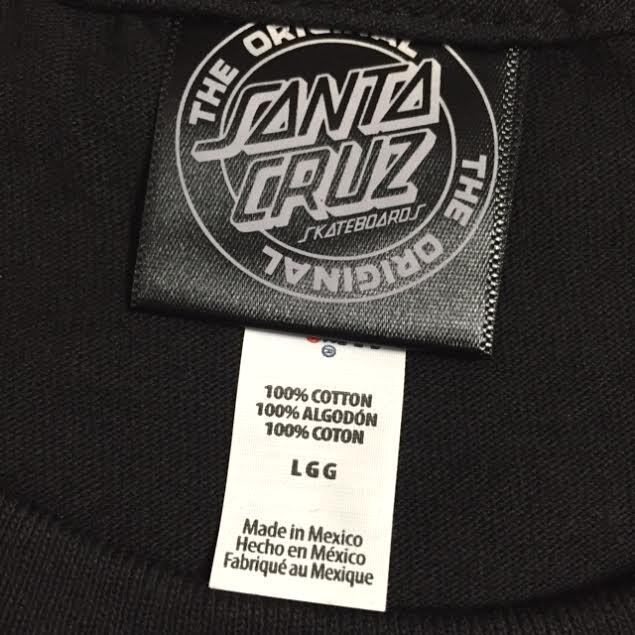 THE ORIGINAL
SANTA
CRUZ
SKATEBOARDS
THE ORIGINAL
100% COTTON
100% ALGODÓN
100% COTON
L G G
Made in Mexico
Hecho en México
Fabriqué au Mexique